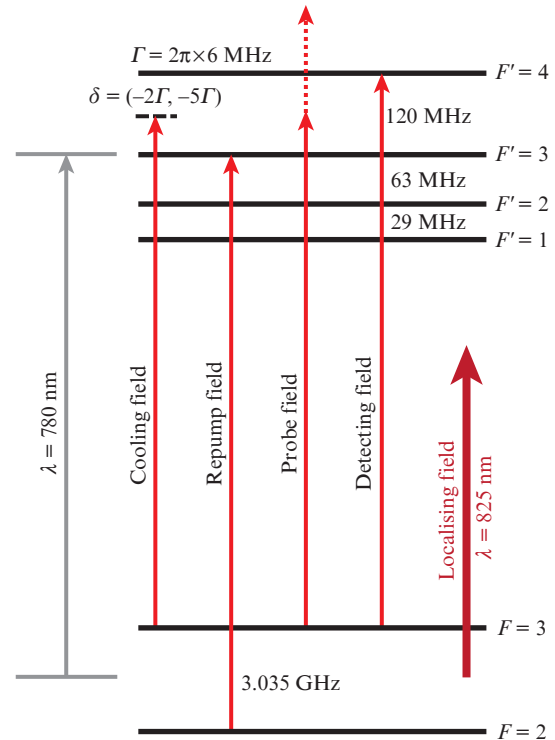 Γ = 2π×6 MHz
F′ = 4
δ = (–2Γ, –5Γ)
120 MHz
F′ = 3
63 MHz
F′ = 2
29 MHz
F′ = 1
λ = 780 nm
Cooling field
Repump field
Probe field
Detecting field
Localising field
λ = 825 nm
F = 3
3.035 GHz
F = 2